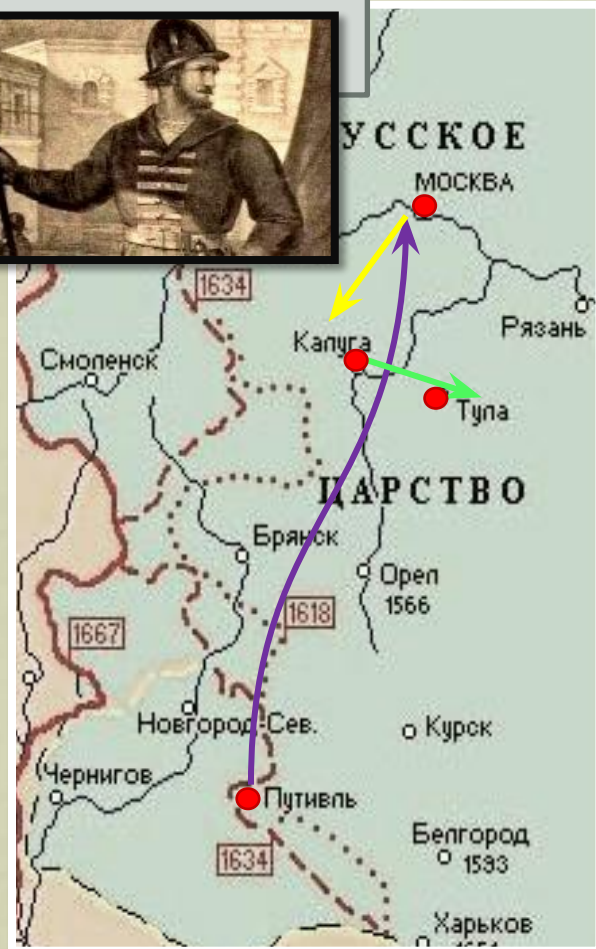 УССКОЕ
МОСКВА
1634
Рязань
Калуга
Смоленск
Тула
ЦАРСТВО
Брянск
Орел
1566
1618
1667
Новгород-Сев.
Курск
Чернигов
Путивль
Белгород
1593
1634
Харьков